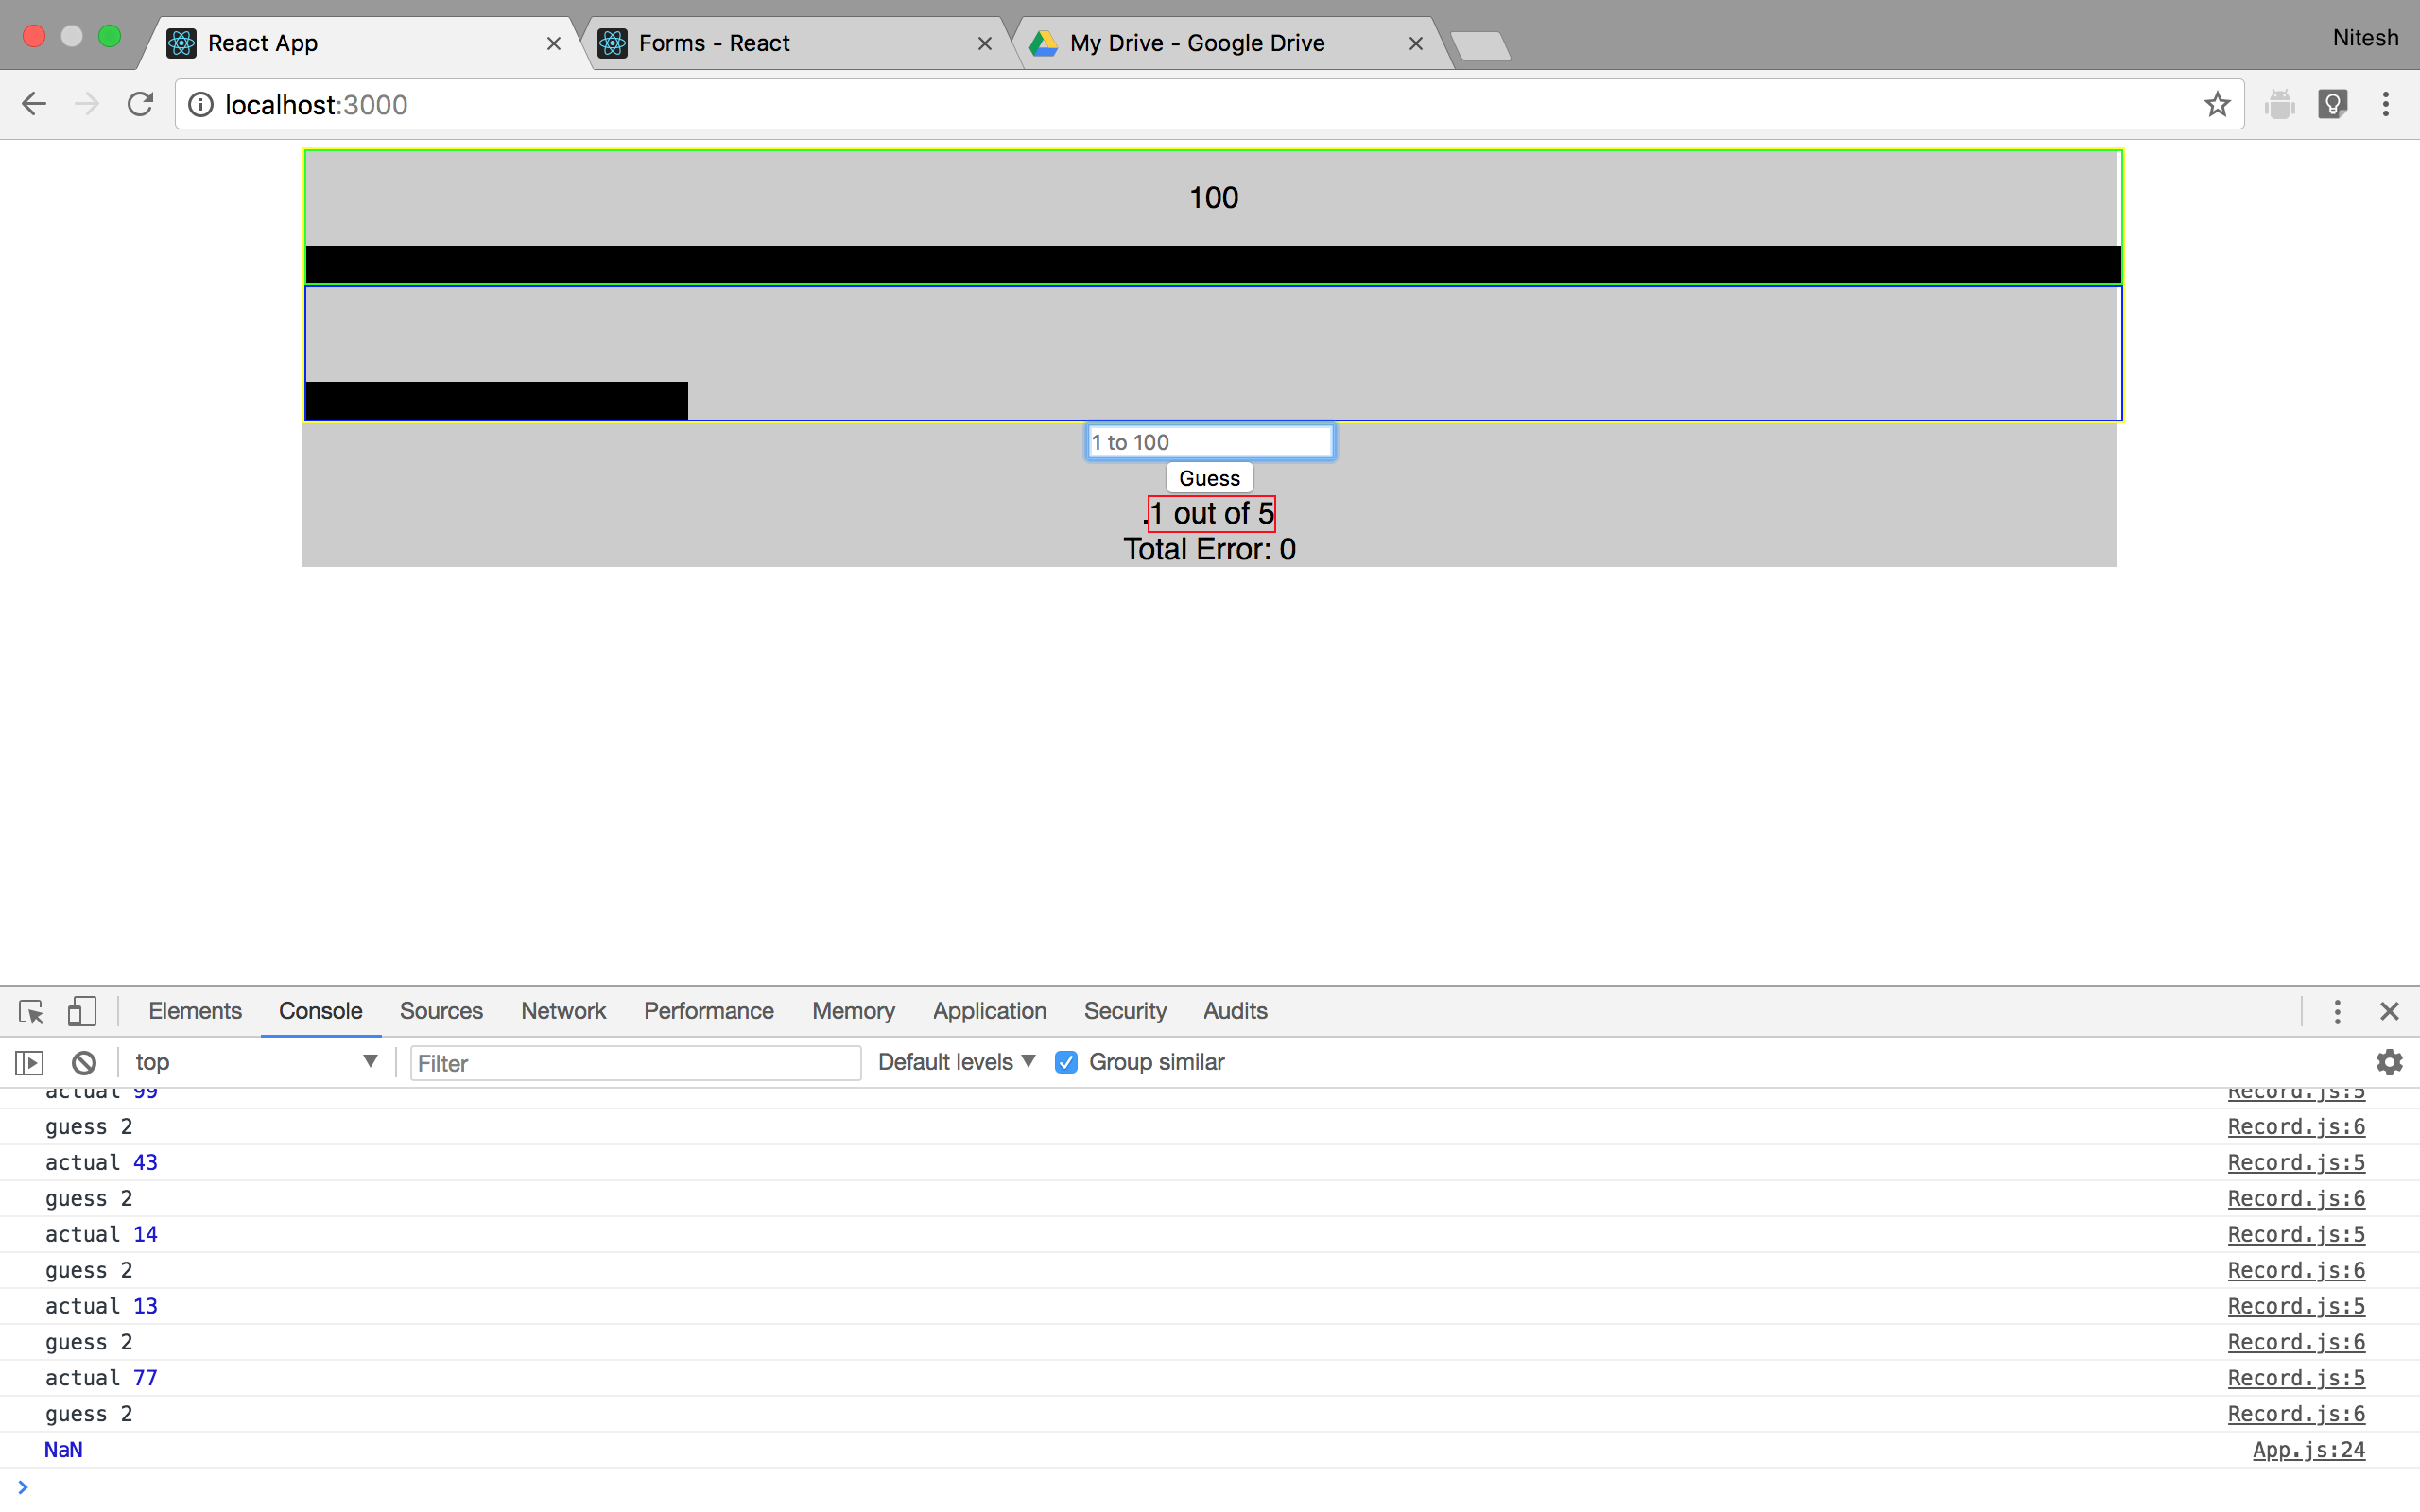 React App
Forms - React
My Drive - Google Drive
Nitesh
localhost:3000
100
1 to 100
Guess
.1 out of 5
Total Error: 0
Elements Console Sources Network Performance Memory Application Security Audits
top Filter Default levels Group similar
actual 99 Record.js:5
guess 2 Record.js:6
actual 43 Record.js:5
guess 2 Record.js:6
actual 14 Record.js:5
guess 2 Record.js:6
actual 13 Record.js:5
guess 2 Record.js:6
actual 77 Record.js:5
guess 2 Record.js:6
NaN App.js:24